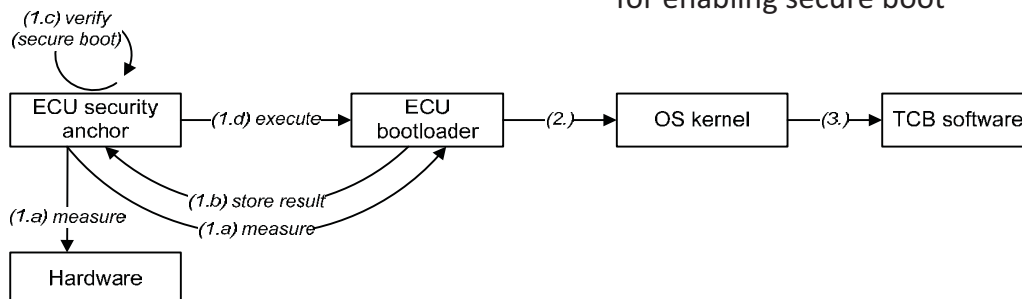 for enabling secure boot
(1.c) verify
(secure boot)
ECU security
anchor
(1.d) execute
ECU
bootloader
(2.)
OS kernel
(3.)
TCB software
(1.b) store result
(1.a) measure
(1.a) measure
Hardware